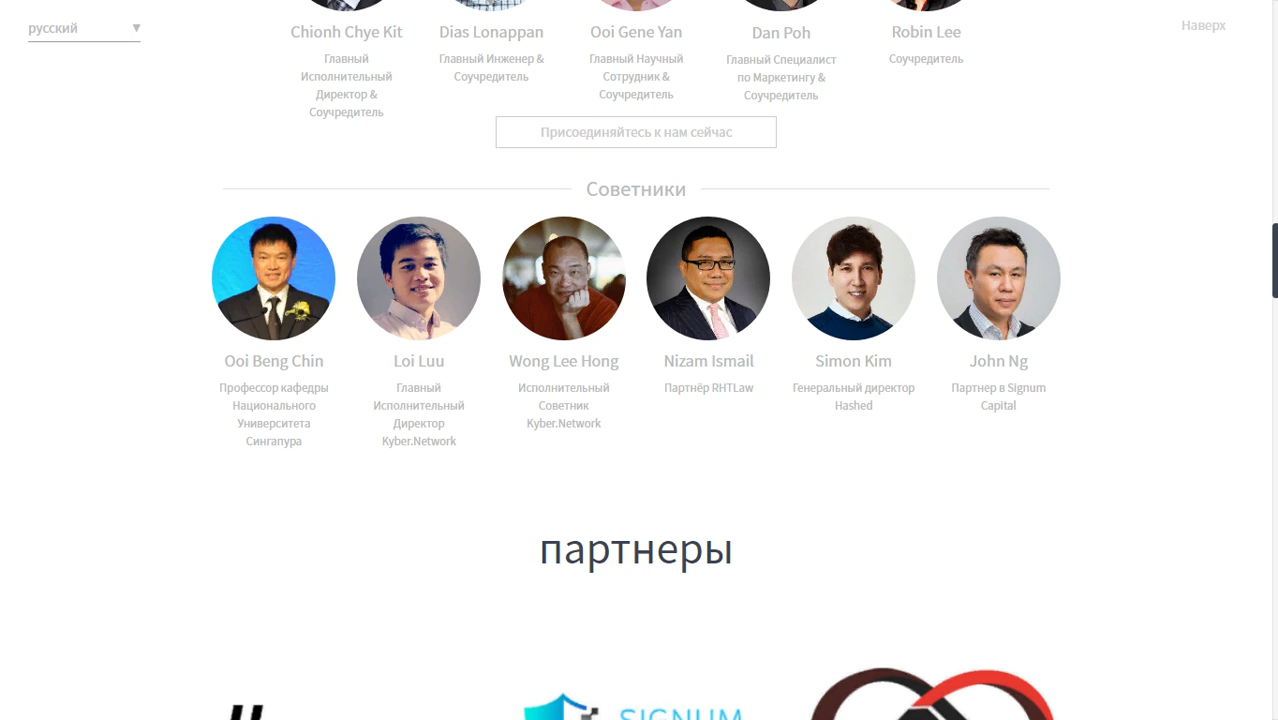 русский ▼
Наверх
Chionh Chye Kit
Dias Lonappan
Ooi Gene Yan
Dan Poh
Robin Lee
Главный
Исполнительный
Директор &
Соучредитель
Главный Инженер &
Соучредитель
Главный Научный
Сотрудник &
Соучредитель
Главный Специалист
по Маркетингу &
Соучредитель
Соучредитель
Присоединяйтесь к нам сейчас
Советники
Ooi Beng Chin
Loi Luu
Wong Lee Hong
Nizam Ismail
Simon Kim
John Ng
Профессор кафедры
Национального
Университета
Сингапура
Главный
Исполнительный
Директор
Kyber.Network
Исполнительный
Советник
Kyber.Network
Партнёр RHTLaw
Генеральный директор
Hashed
Партнер в Signum
Capital
партнеры
SIGNUM